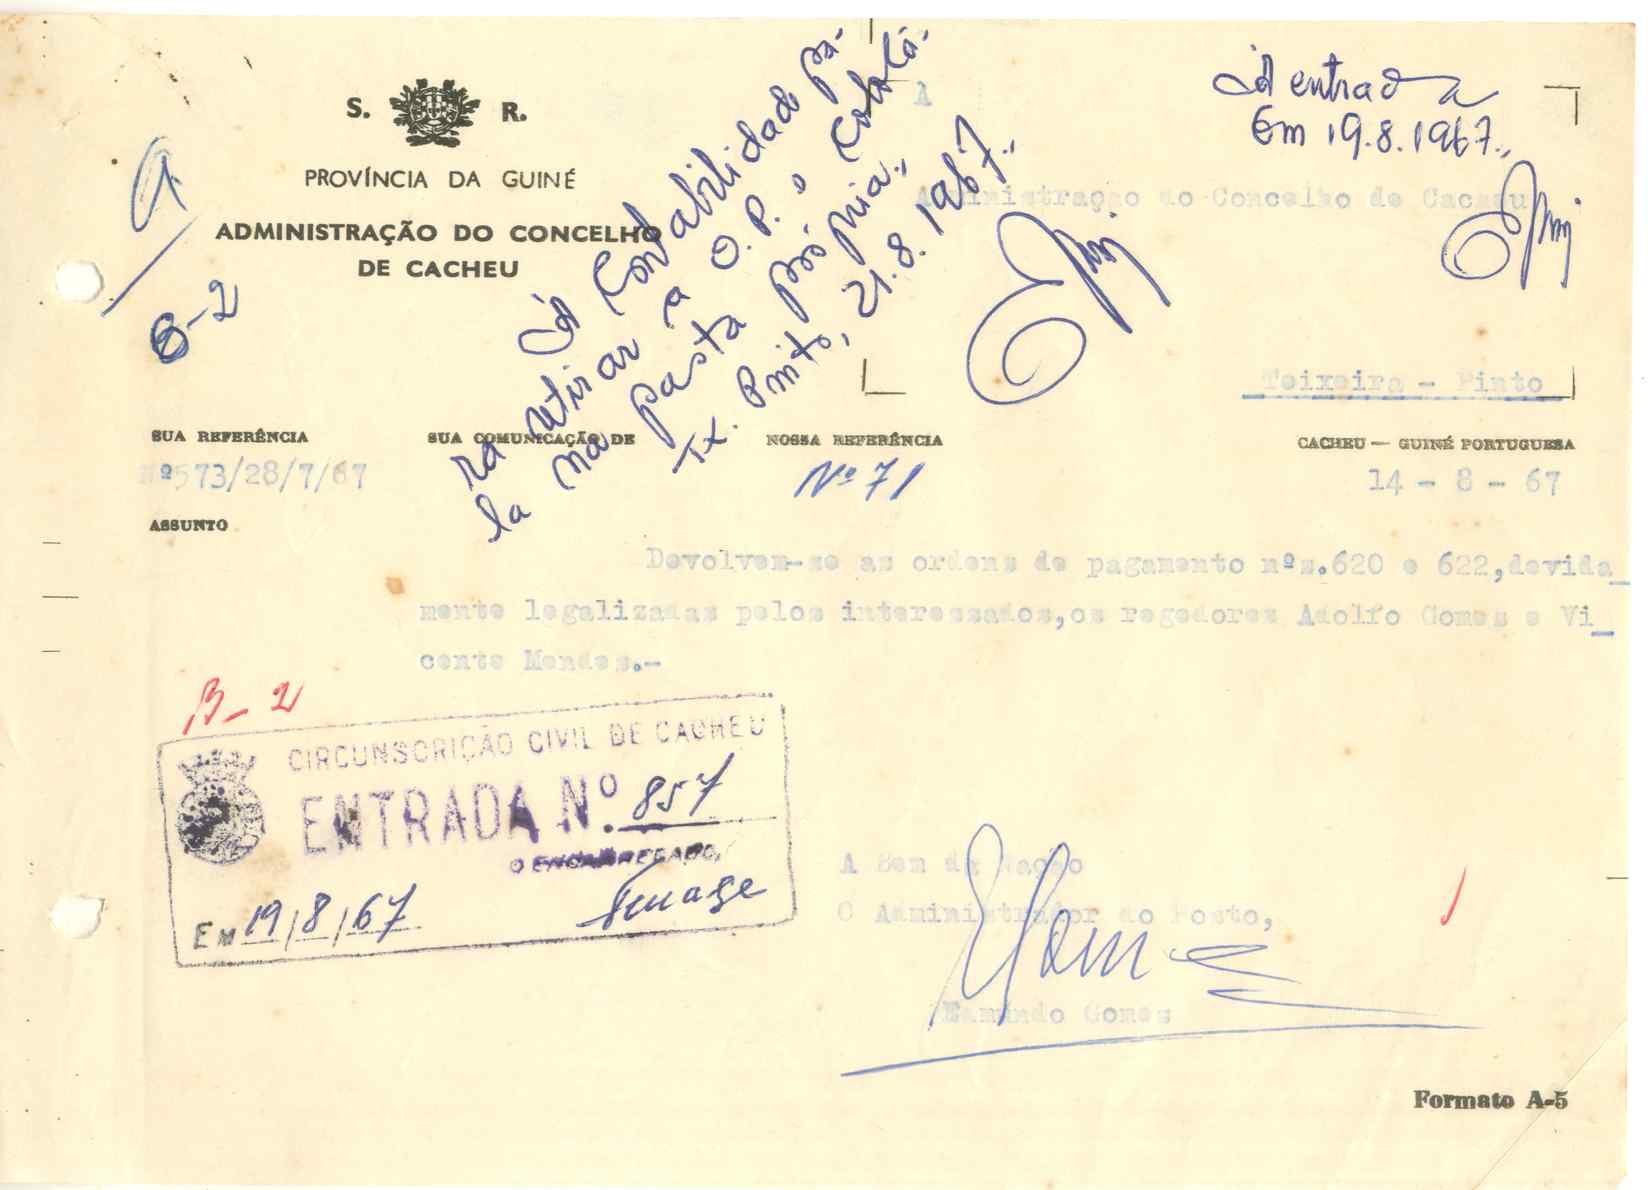 S. R.
PROVÍNCIA DA GUINÉ
ADMINISTRAÇÃO DO CONCELHO
DE CACHEU
9
B-2
À Contabilidade pa-
ra retirar a O.P. e colocá-
la na pasta própria.,
Tx. Pinto, 21.8.1967.,
À entrada
Em 19.8.1967.,
A
Administração do Concelho de Cacheu
Teixeira - Pinto
SUA REFERÊNCIA
SUA COMUNICAÇÃO DE
NOSSA REFERÊNCIA
CACHEU — GUINÉ PORTUGUESA
Nº573/28/7/67
Nº 71
14 - 8 - 67
ASSUNTO
Devolvem-se as ordens de pagamento nºs.620 e 622,devida_
mente legalizadas pelos interessados,os regedores Adolfo Gomes e Vi_
cente Mendes.-
B-2
CIRCUNSCRIÇÃO CIVIL DE CACHEU
ENTRADA Nº. 857
O ENCARREGADO,
EM 19/8/67
A Bem da Nação
O Administrador do Posto,
Edmundo Gomes
Formato A-5